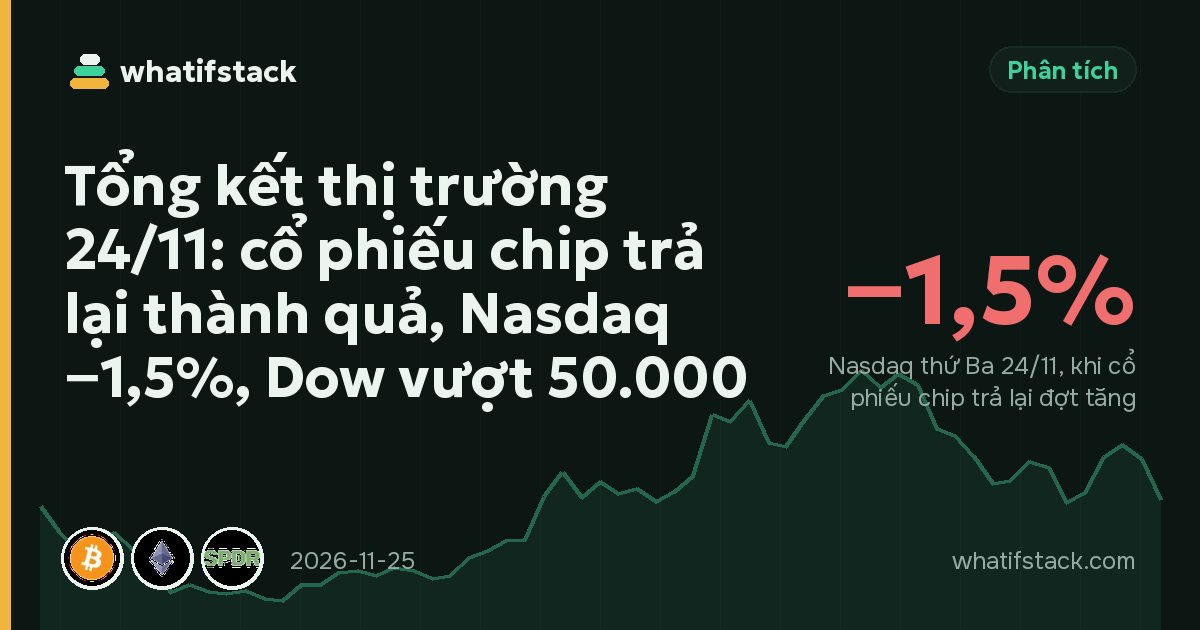 whatifstack
Phân tích
Tổng kết thị trường
24/11: cổ phiếu chip trả
lại thành quả, Nasdaq
−1,5%, Dow vượt 50.000
−1,5%
Nasdaq thứ Ba 24/11, khi cổ
phiếu chip trả lại đợt tăng
SPDR
2026-11-25
whatifstack.com